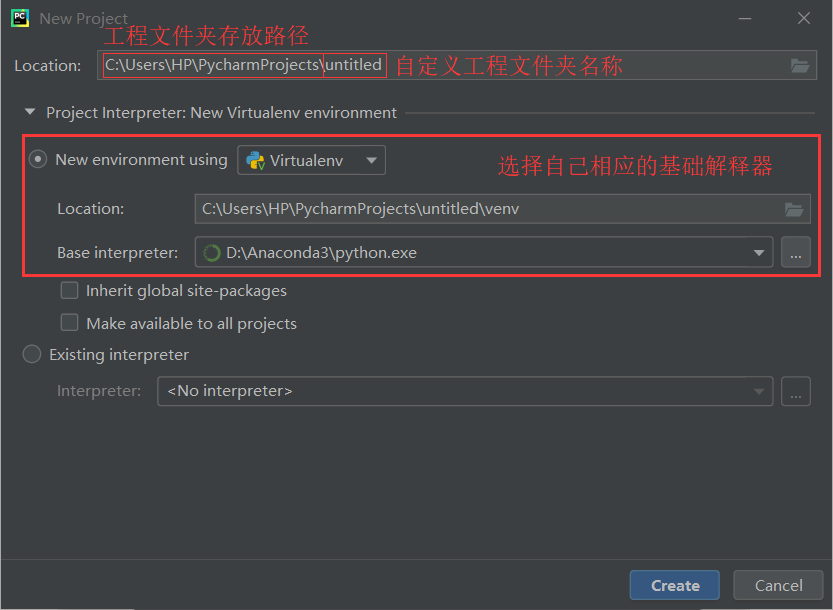 PC New Project
工程文件夹存放路径
Location: C:\Users\HP\PycharmProjects\untitled 自定义工程文件夹名称
Project Interpreter: New Virtualenv environment
New environment using Virtualenv 选择自己相应的基础解释器
Location: C:\Users\HP\PycharmProjects\untitled\venv
Base interpreter: D:\Anaconda3\python.exe ...
Inherit global site-packages
Make available to all projects
Existing interpreter
Interpreter: <No interpreter> ...
Create Cancel